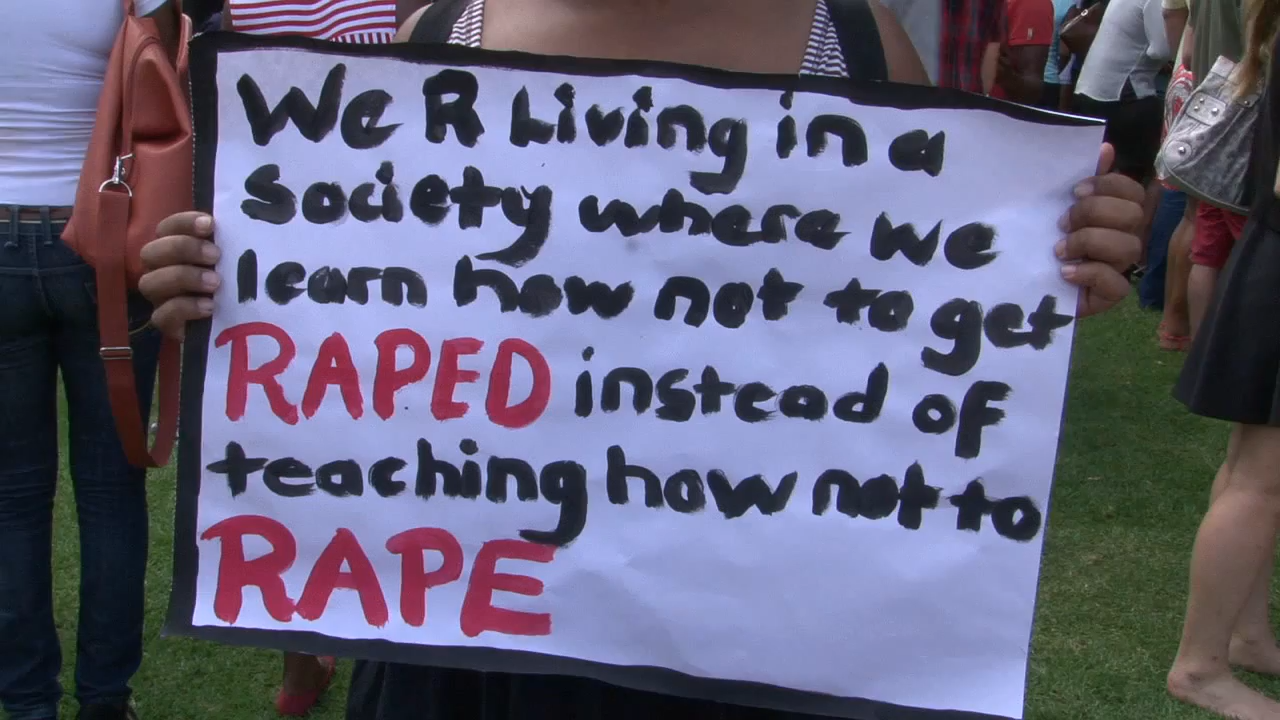 We R Living in a
society where we
learn how not to get
RAPED instead of
teaching how not to
RAPE